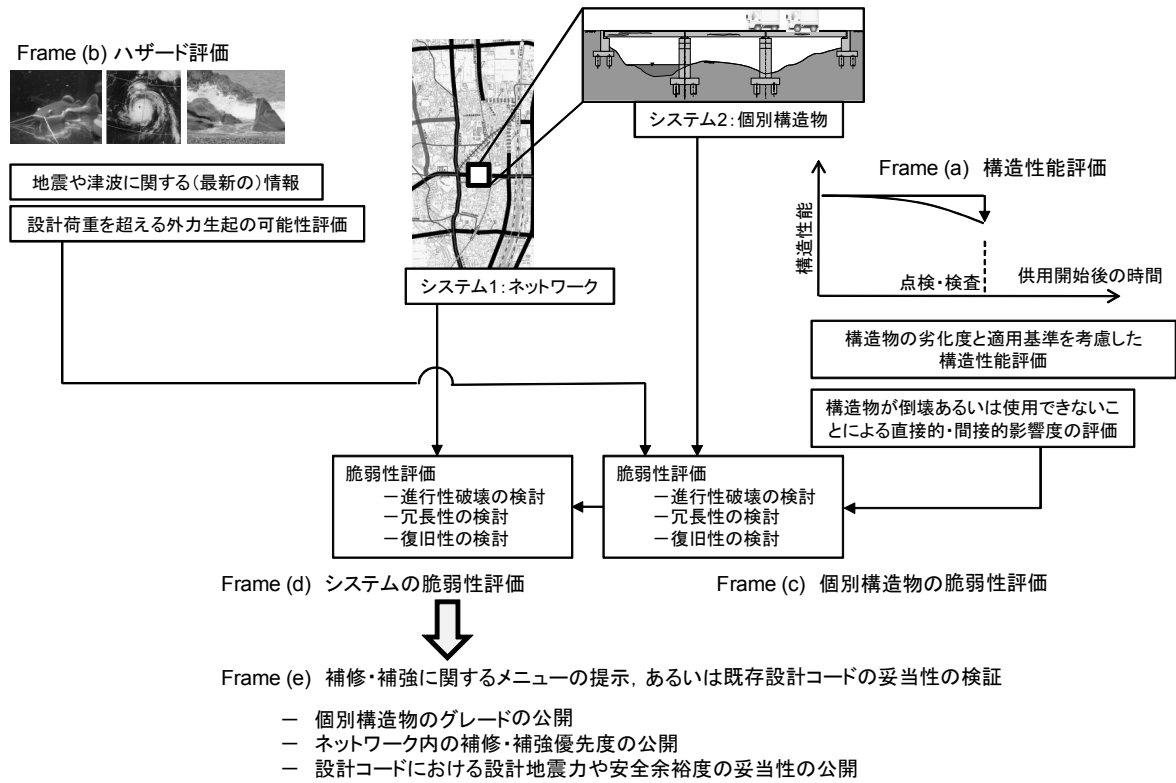 Frame (b) ハザード評価
地震や津波に関する(最新の)情報
設計荷重を超える外力生起の可能性評価
システム1：ネットワーク
システム2：個別構造物
Frame (a) 構造性能評価
構造性能
点検・検査
供用開始後の時間
構造物の劣化度と適用基準を考慮した
構造性能評価
構造物が倒壊あるいは使用できないこ
とによる直接的・間接的影響度の評価
脆弱性評価
－進行性破壊の検討
－冗長性の検討
－復旧性の検討
脆弱性評価
－進行性破壊の検討
－冗長性の検討
－復旧性の検討
Frame (d) システムの脆弱性評価
Frame (c) 個別構造物の脆弱性評価
Frame (e) 補修・補強に関するメニューの提示，あるいは既存設計コードの妥当性の検証
－ 個別構造物のグレードの公開
－ ネットワーク内の補修・補強優先度の公開
－ 設計コードにおける設計地震力や安全余裕度の妥当性の公開